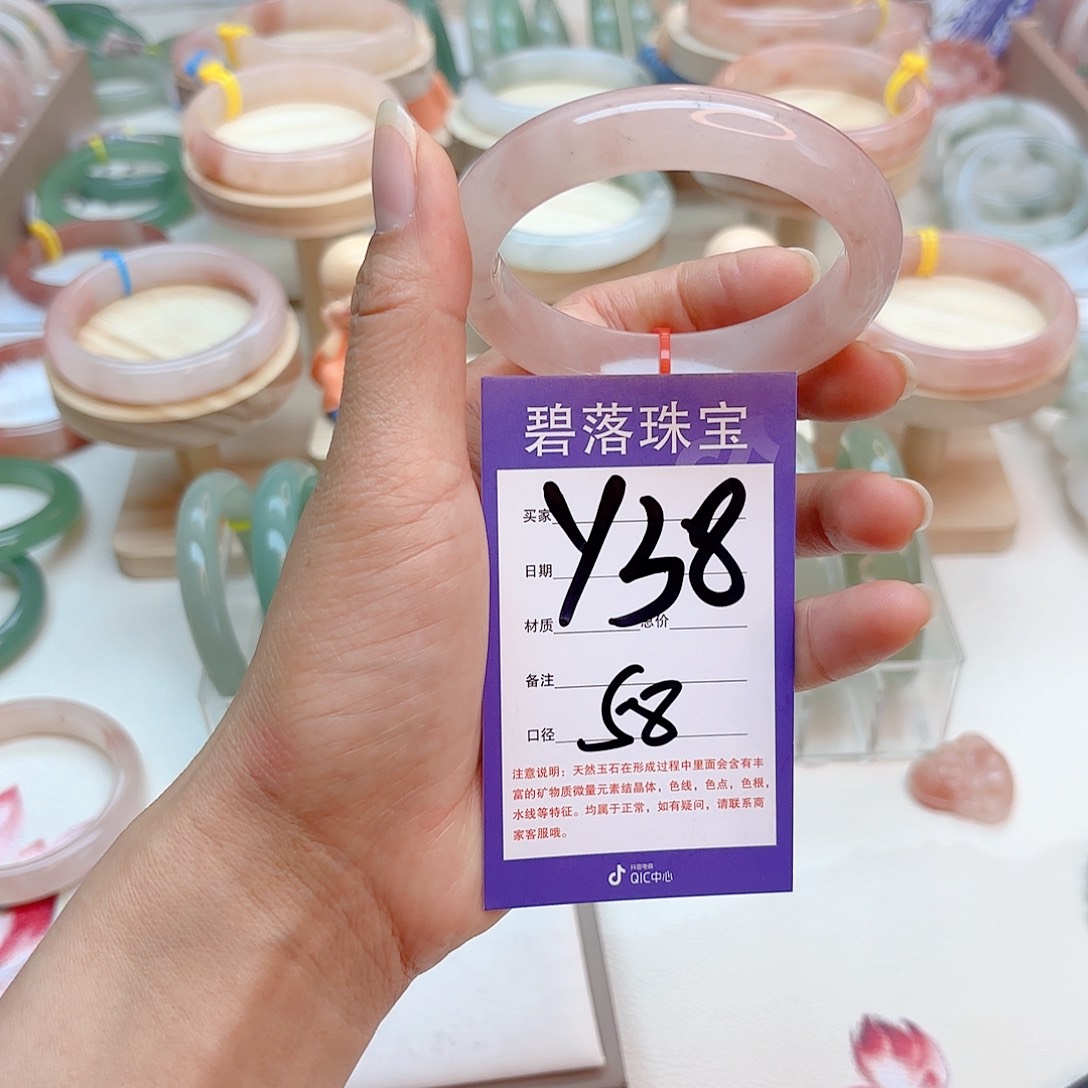 碧落珠宝
买家
Y38
日期
材质 总价
备注
口径 58
注意说明：天然玉石在形成过程中里面会含有丰
富的矿物质微量元素结晶体，色线，色点，色根，
水线等特征。均属于正常，如有疑问，请联系商
家客服哦。
抖音电商
QIC中心